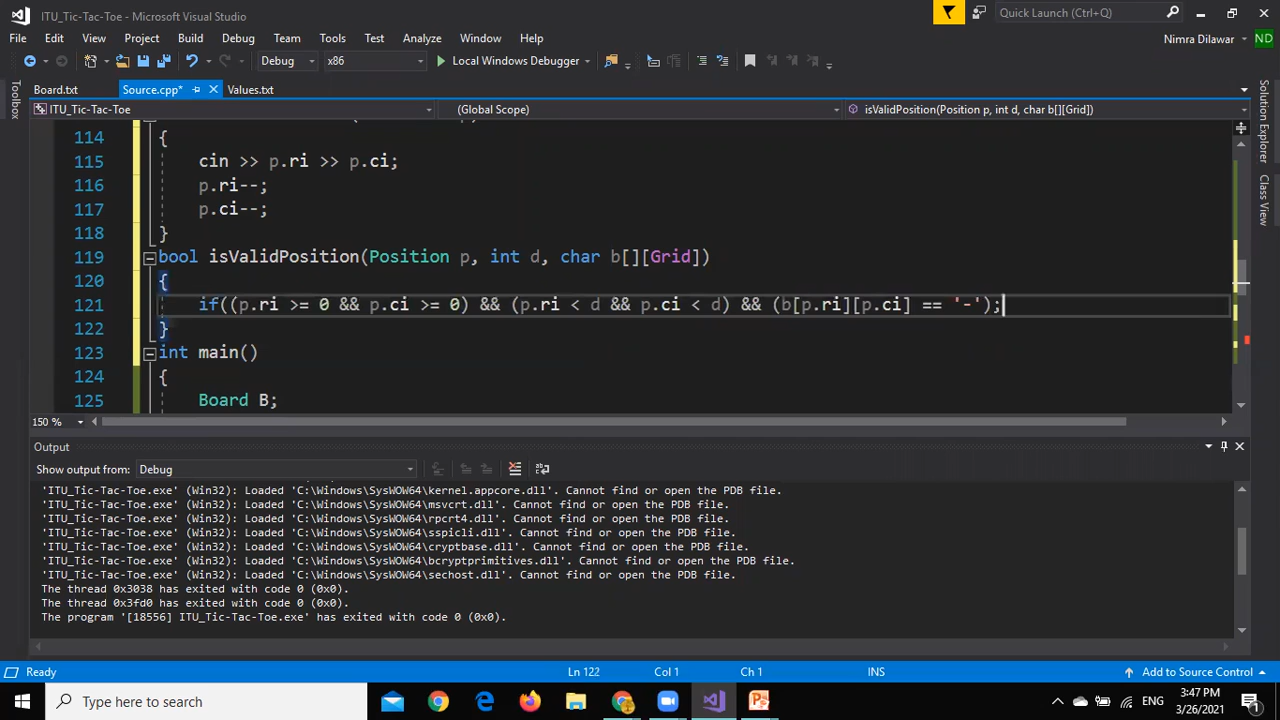 ITU_Tic-Tac-Toe - Microsoft Visual Studio
Quick Launch (Ctrl+Q)
File Edit View Project Build Debug Team Tools Test Analyze Window Help
Nimra Dilawar ND
Debug x86 Local Windows Debugger
Board.txt Source.cpp* Values.txt
ITU_Tic-Tac-Toe (Global Scope) isValidPosition(Position p, int d, char b[][Grid])
114 {
115 cin >> p.ri >> p.ci;
116 p.ri--;
117 p.ci--;
118 }
119 bool isValidPosition(Position p, int d, char b[][Grid])
120 {
121 if((p.ri >= 0 && p.ci >= 0) && (p.ri < d && p.ci < d) && (b[p.ri][p.ci] == '-');
122 }
123 int main()
124 {
125 Board B;
Toolbox
Solution Explorer
Class View
150 %
Output
Show output from: Debug
'ITU_Tic-Tac-Toe.exe' (Win32): Loaded 'C:\Windows\SysWOW64\kernel.appcore.dll'. Cannot find or open the PDB file.
'ITU_Tic-Tac-Toe.exe' (Win32): Loaded 'C:\Windows\SysWOW64\msvcrt.dll'. Cannot find or open the PDB file.
'ITU_Tic-Tac-Toe.exe' (Win32): Loaded 'C:\Windows\SysWOW64\rpcrt4.dll'. Cannot find or open the PDB file.
'ITU_Tic-Tac-Toe.exe' (Win32): Loaded 'C:\Windows\SysWOW64\sspicli.dll'. Cannot find or open the PDB file.
'ITU_Tic-Tac-Toe.exe' (Win32): Loaded 'C:\Windows\SysWOW64\cryptbase.dll'. Cannot find or open the PDB file.
'ITU_Tic-Tac-Toe.exe' (Win32): Loaded 'C:\Windows\SysWOW64\bcryptprimitives.dll'. Cannot find or open the PDB file.
'ITU_Tic-Tac-Toe.exe' (Win32): Loaded 'C:\Windows\SysWOW64\sechost.dll'. Cannot find or open the PDB file.
The thread 0x3038 has exited with code 0 (0x0).
The thread 0x3fd0 has exited with code 0 (0x0).
The program '[18556] ITU_Tic-Tac-Toe.exe' has exited with code 0 (0x0).
Ready Ln 122 Col 1 Ch 1 INS Add to Source Control
Type here to search ENG 3:47 PM
3/26/2021